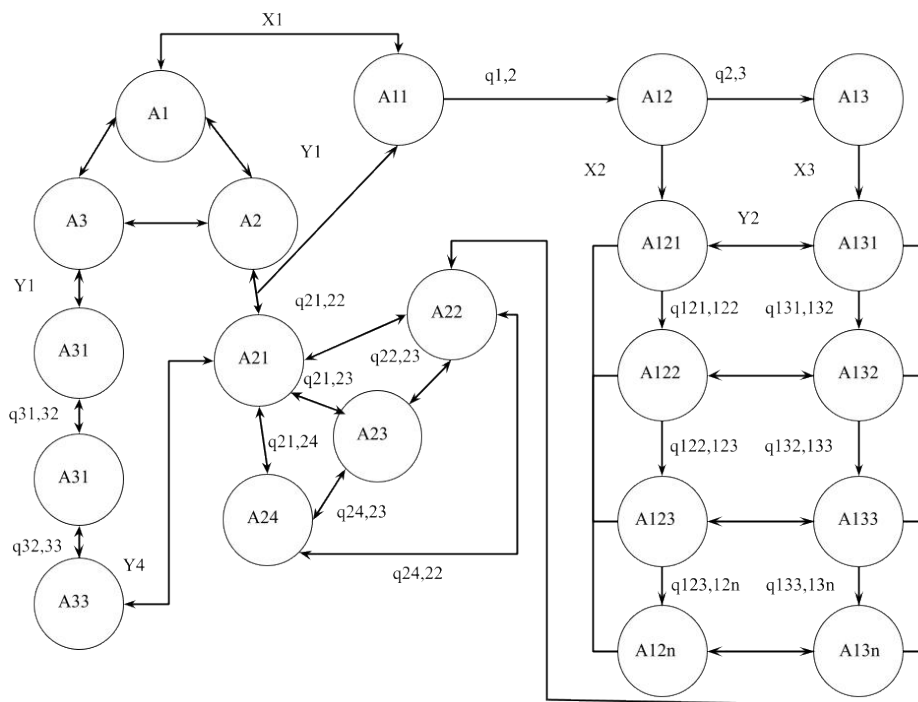 X1
q1,2
q2,3
A1
A11
A12
A13
Y1
X2
X3
A3
A2
A121
Y2
A131
Y1
q21,22
A22
q121,122
q131,132
A31
A21
q22,23
q21,23
A122
A132
q31,32
q21,24
A23
q122,123
q132,133
A31
A24
q24,23
A123
A133
q32,33
Y4
q24,22
q123,12n
q133,13n
A33
A12n
A13n